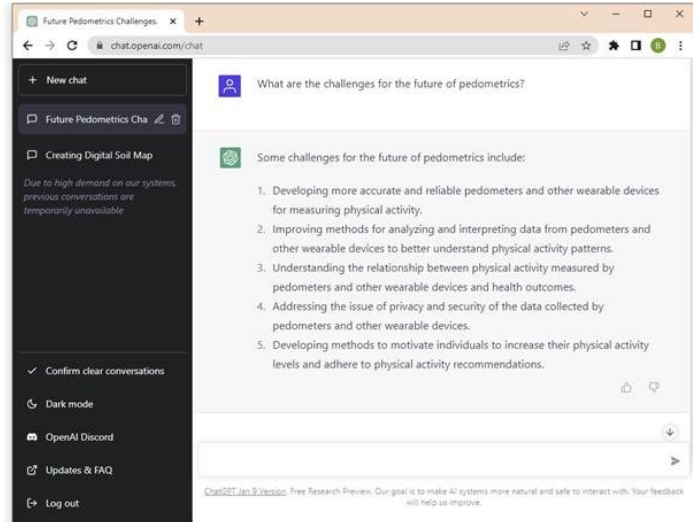 Future Pedometrics Challenges.
chat.openai.com/chat
B
New chat
Future Pedometrics Cha
Creating Digital Soil Map
Due to high demand on our systems,
previous conversations are
temporarily unavailable
Confirm clear conversations
Dark mode
OpenAI Discord
Updates & FAQ
Log out
What are the challenges for the future of pedometrics?
Some challenges for the future of pedometrics include:
1. Developing more accurate and reliable pedometers and other wearable devices
for measuring physical activity.
2. Improving methods for analyzing and interpreting data from pedometers and
other wearable devices to better understand physical activity patterns.
3. Understanding the relationship between physical activity measured by
pedometers and other wearable devices and health outcomes.
4. Addressing the issue of privacy and security of the data collected by
pedometers and other wearable devices.
5. Developing methods to motivate individuals to increase their physical activity
levels and adhere to physical activity recommendations.
ChatGPT Jan 9 Version. Free Research Preview. Our goal is to make AI systems more natural and safe to interact with. Your feedback
will help us improve.